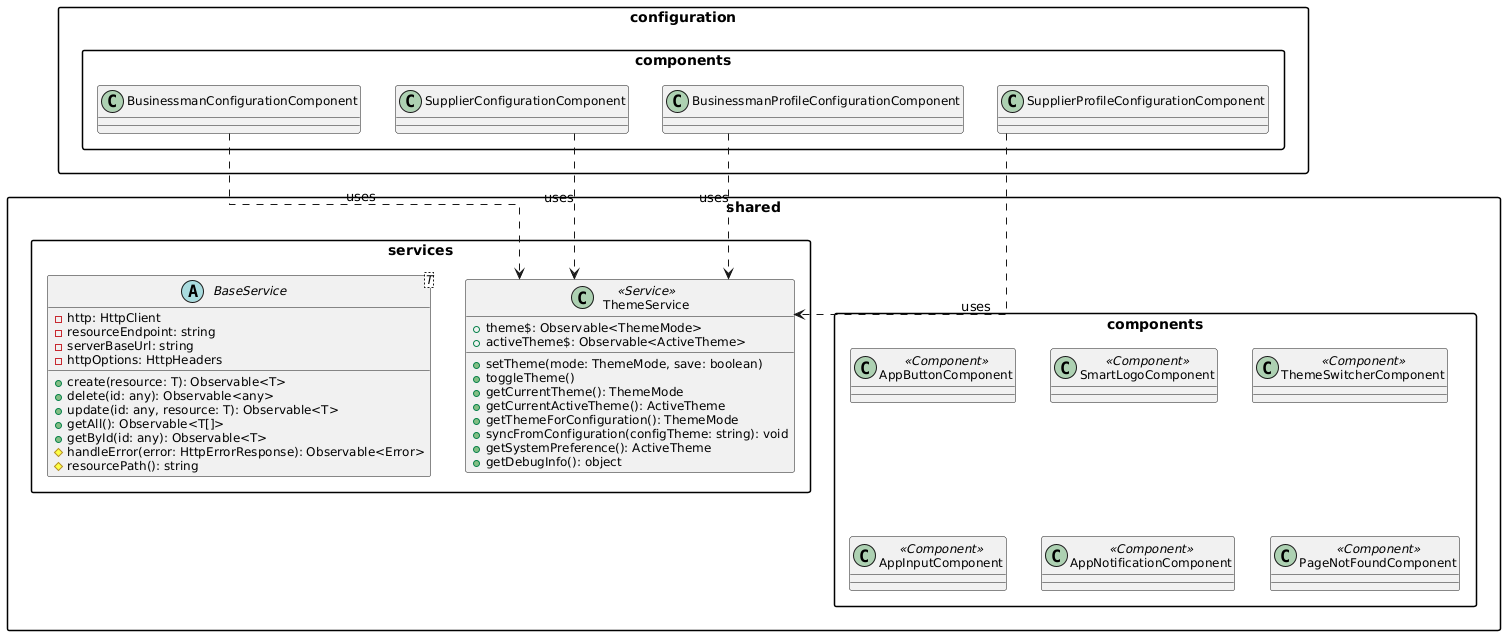 configuration
components
C BusinessmanConfigurationComponent
C SupplierConfigurationComponent
C BusinessmanProfileConfigurationComponent
C SupplierProfileConfigurationComponent
uses
uses
uses
shared
services
A BaseService
T
http: HttpClient
resourceEndpoint: string
serverBaseUrl: string
httpOptions: HttpHeaders
create(resource: T): Observable<T>
delete(id: any): Observable<any>
update(id: any, resource: T): Observable<T>
getAll(): Observable<T[]>
getById(id: any): Observable<T>
handleError(error: HttpErrorResponse): Observable<Error>
resourcePath(): string
«Service»
C ThemeService
theme$: Observable<ThemeMode>
activeTheme$: Observable<ActiveTheme>
setTheme(mode: ThemeMode, save: boolean)
toggleTheme()
getCurrentTheme(): ThemeMode
getCurrentActiveTheme(): ActiveTheme
getThemeForConfiguration(): ThemeMode
syncFromConfiguration(configTheme: string): void
getSystemPreference(): ActiveTheme
getDebugInfo(): object
uses
components
«Component»
C AppButtonComponent
«Component»
C SmartLogoComponent
«Component»
C ThemeSwitcherComponent
«Component»
C AppInputComponent
«Component»
C AppNotificationComponent
«Component»
C PageNotFoundComponent